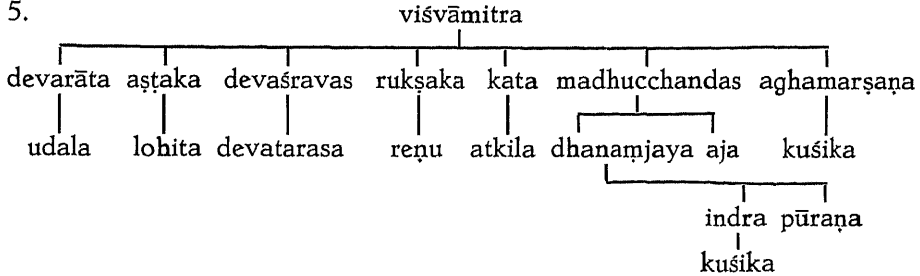 5.
viśvāmitra
devarāta aṣṭaka devaśravas rukṣaka kata madhucchandas aghamarṣaṇa
udala lohita devatarasa reṇu atkila dhanaṃjaya aja kuśika
indra pūraṇa
kuśika